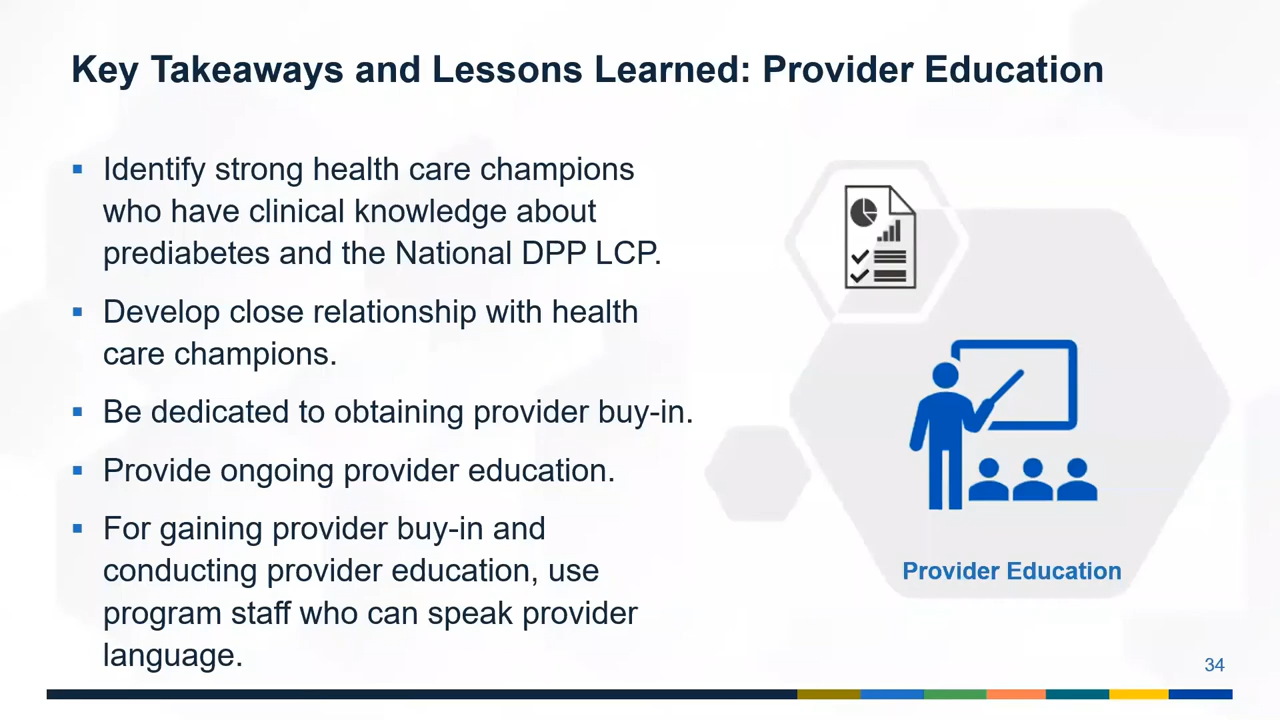 Key Takeaways and Lessons Learned: Provider Education
▪ Identify strong health care champions
who have clinical knowledge about
prediabetes and the National DPP LCP.
▪ Develop close relationship with health
care champions.
▪ Be dedicated to obtaining provider buy-in.
▪ Provide ongoing provider education.
▪ For gaining provider buy-in and
conducting provider education, use
program staff who can speak provider
language.
Provider Education
34